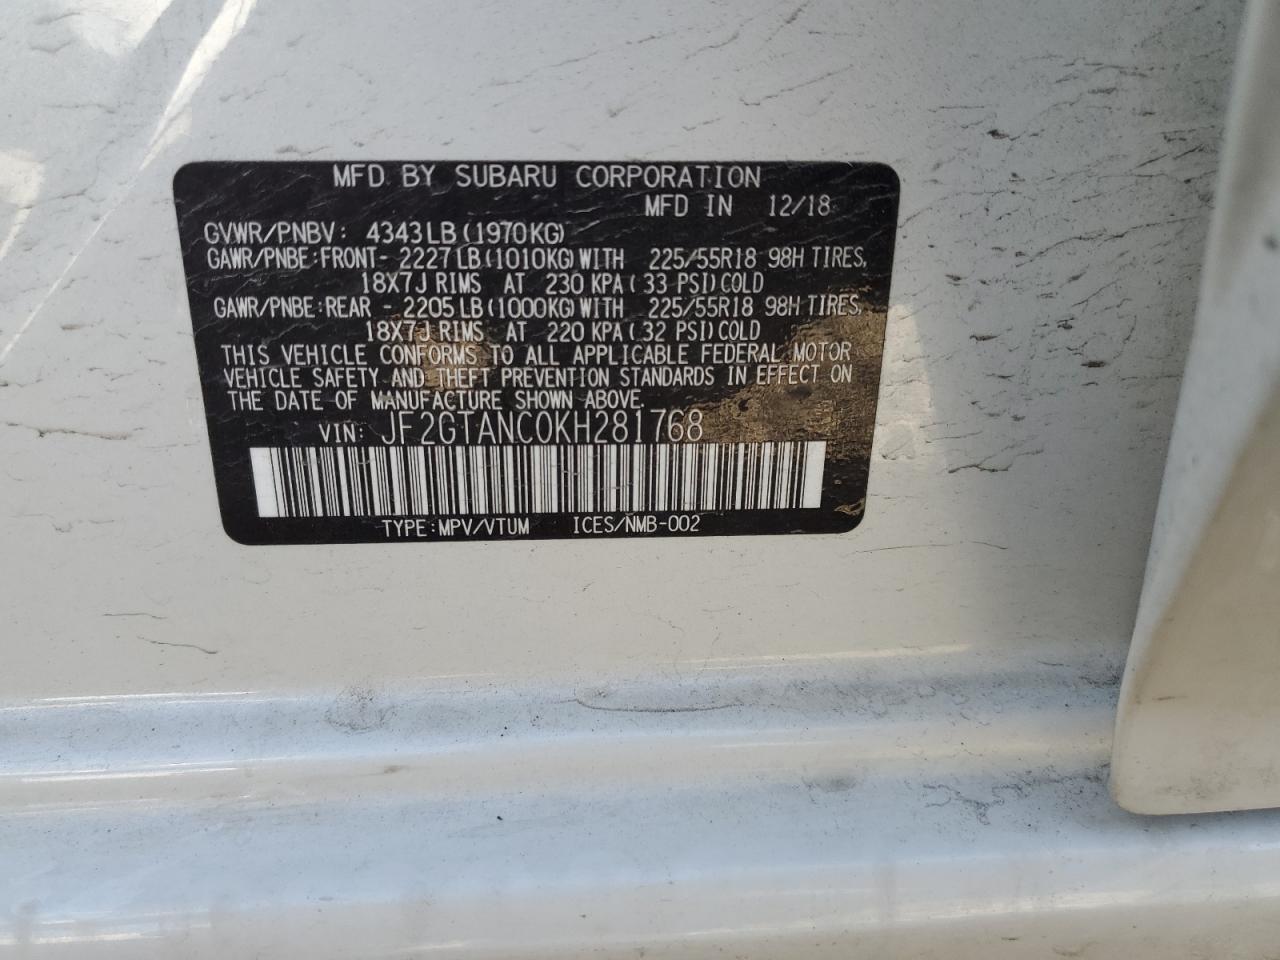 MFD BY SUBARU CORPORATION
MFD IN 12/18
GVWR/PNBV: 4343LB(1970KG)
GAWR/PNBE:FRONT- 2227LB(1010KG)WITH 225/55R18 98H TIRES,
18X7J RIMS AT 230 KPA( 33 PSI)COLD
GAWR/PNBE:REAR - 2205LB(1000KG)WITH 225/55R18 98H TIRES,
18X7J RIMS AT 220 KPA( 32 PSI)COLD
THIS VEHICLE CONFORMS TO ALL APPLICABLE FEDERAL MOTOR
VEHICLE SAFETY AND THEFT PREVENTION STANDARDS IN EFFECT ON
THE DATE OF MANUFACTURE SHOWN ABOVE.
VIN: JF2GTANC0KH281768
TYPE:MPV/VTUM ICES/NMB-002